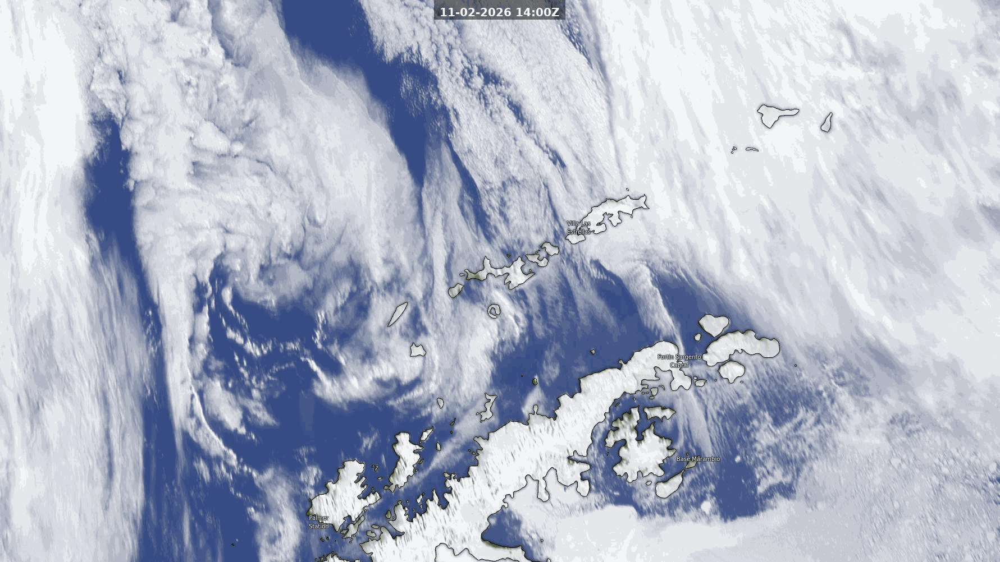 11-02-2026 14:00Z
Villa Las
Estrellas
Fortín Sargento
Cabral
Base Marambio
Palmer
Station